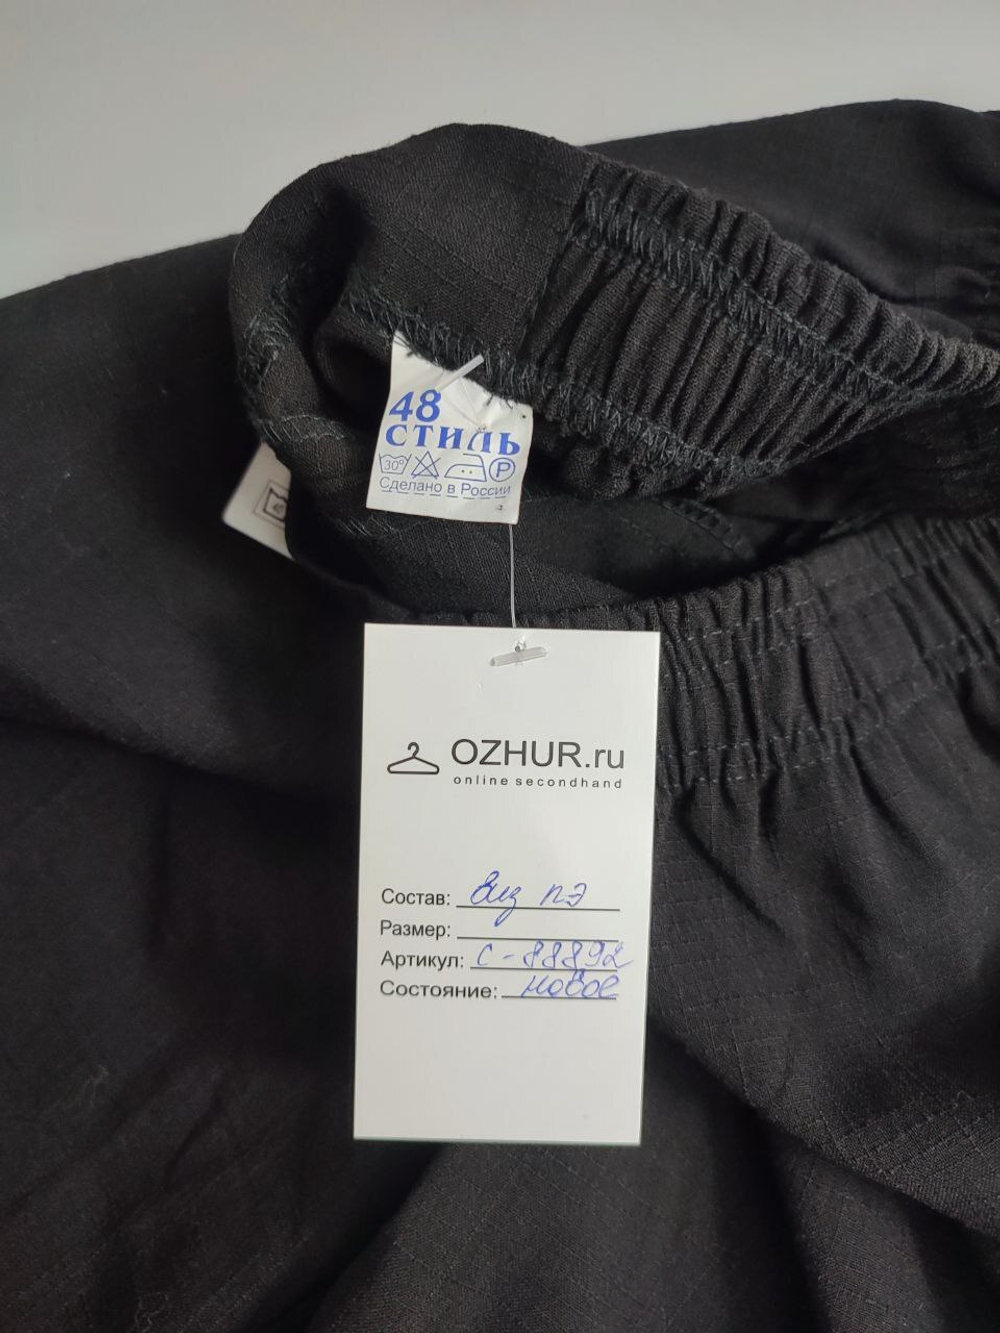 48
СТИЛЬ
30° P
Сделано в России
OZHUR.ru
online secondhand
Состав: Виз ПЭ
Размер:
Артикул: С-88892
Состояние: новое